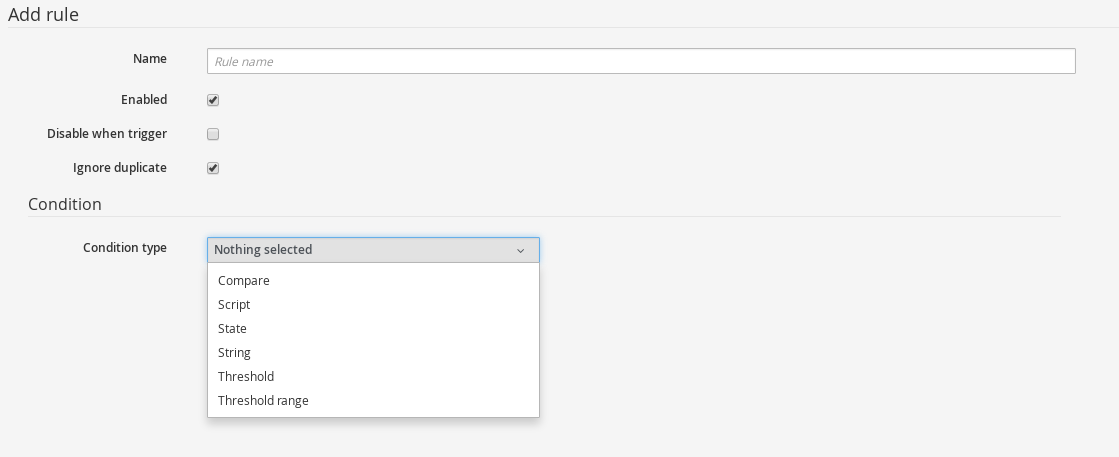 Add rule
Name
Rule name
Enabled
Disable when trigger
Ignore duplicate
Condition
Condition type
Nothing selected
Compare
Script
State
String
Threshold
Threshold range